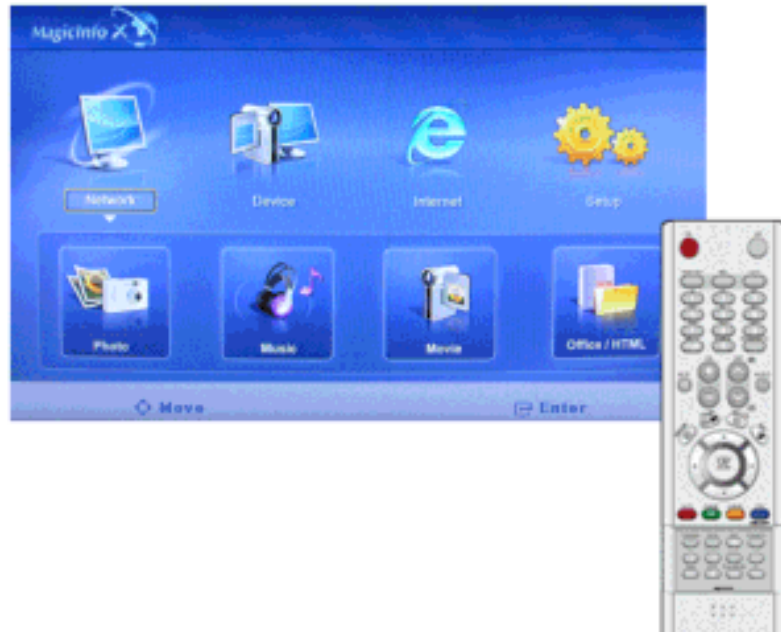 MagicInfo X
Network
Device
Internet
Setup
Photo
Music
Movie
Office / HTML
Move
Enter